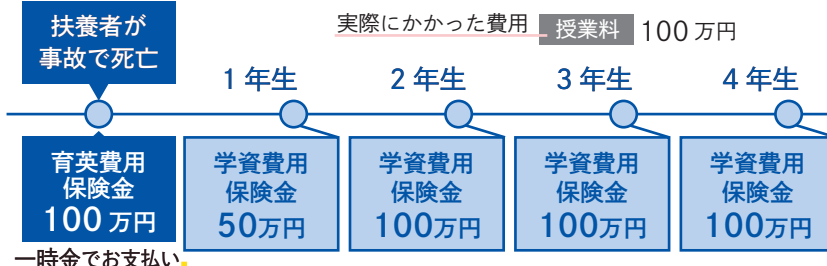 扶養者が
事故で死亡
実際にかかった費用 授業料 100万円
1年生 2年生 3年生 4年生
育英費用
保険金
100万円
学資費用
保険金
50万円
学資費用
保険金
100万円
学資費用
保険金
100万円
学資費用
保険金
100万円
一時金でお支払い